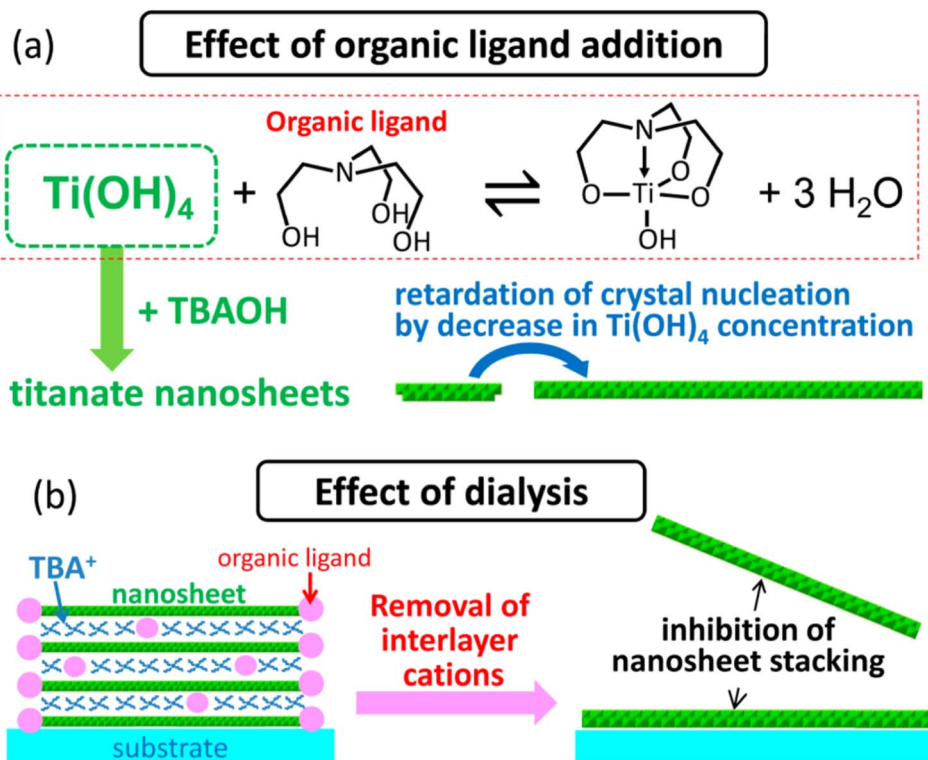 (a)
Effect of organic ligand addition
Organic ligand
Ti(OH)₄ + N OH OH OH ⇌ N O Ti O O OH + 3 H₂O
+ TBAOH
retardation of crystal nucleation
by decrease in Ti(OH)₄ concentration
titanate nanosheets
(b)
Effect of dialysis
TBA⁺
organic ligand
nanosheet
Removal of
interlayer
cations
inhibition of
nanosheet stacking
substrate